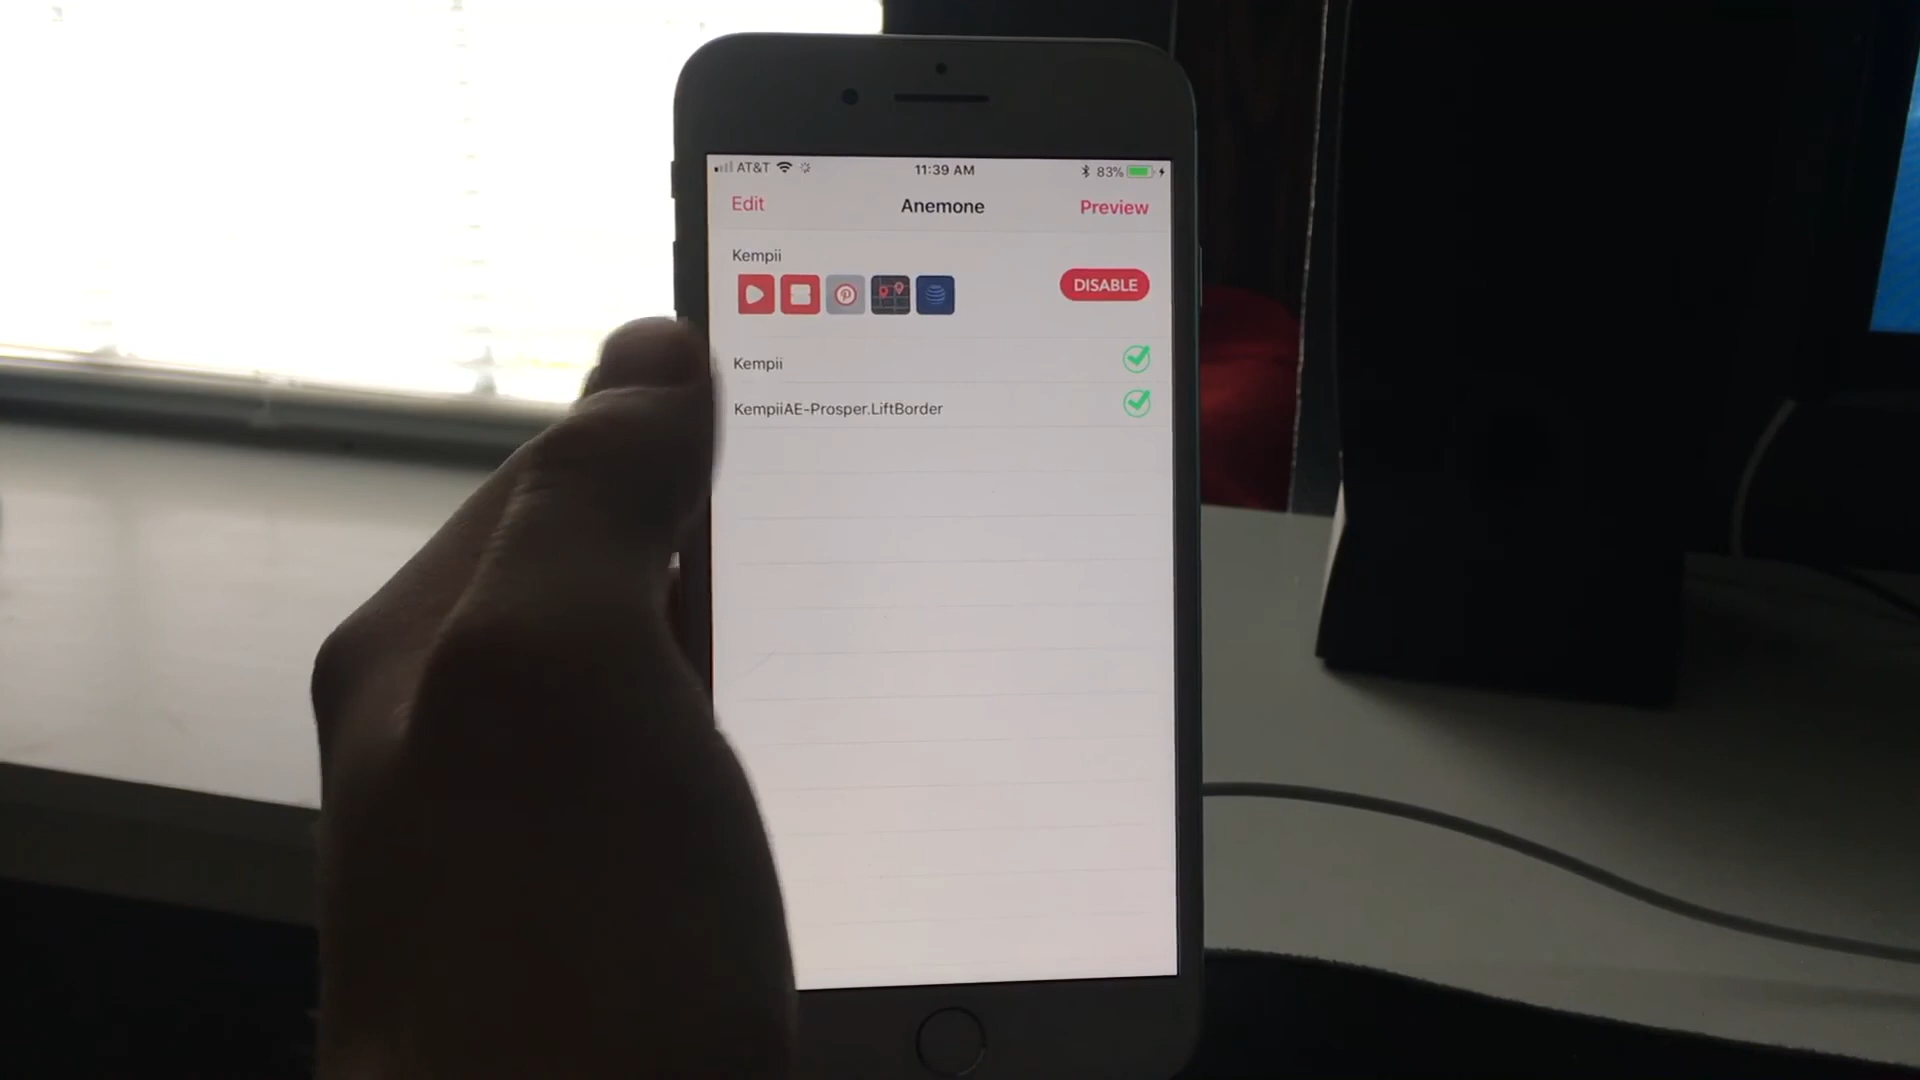 AT&T 11:39 AM 83%
Edit Anemone Preview
Kempii
DISABLE
Kempii
KempiiAE-Prosper.LiftBorder